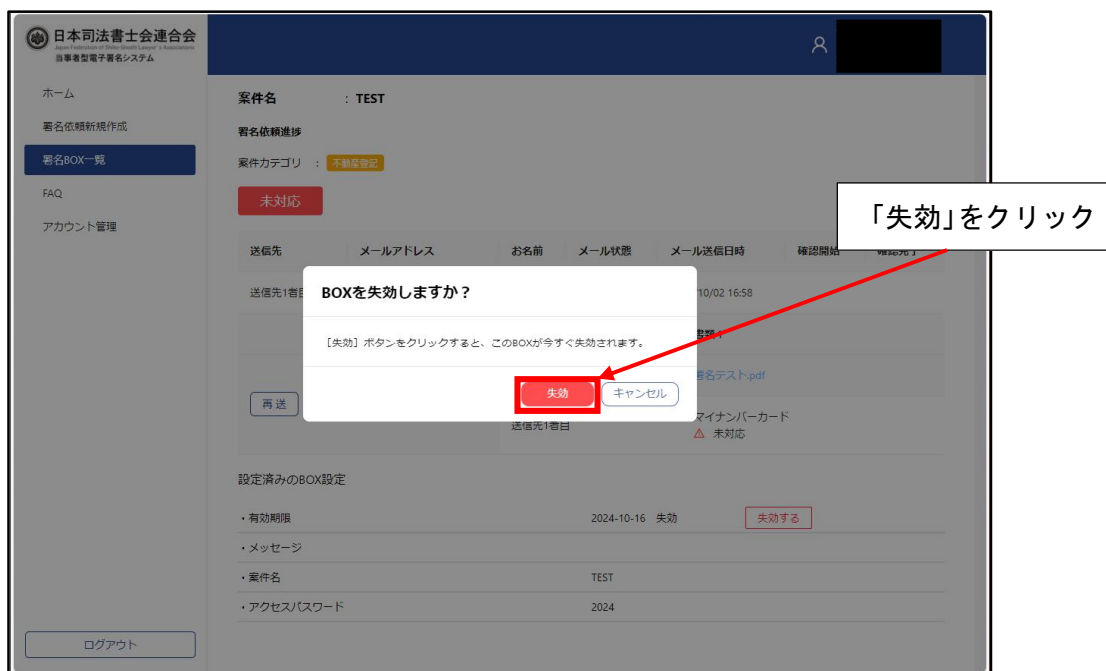 日本司法書士会連合会
Japan Federation of Shiho-Shoshi Lawyer's Associations
当事者型電子署名システム
ホーム
署名依頼新規作成
署名BOX一覧
FAQ
アカウント管理
ログアウト
案件名 : TEST
署名依頼進捗
案件カテゴリ : 不動産登記
未対応
「失効」をクリック
送信先 メールアドレス お名前 メール状態 メール送信日時 確認開始 確認完了
送信先1者目 10/02 16:58
BOXを失効しますか？
［失効］ボタンをクリックすると、このBOXが今すぐ失効されます。
失効 キャンセル
署名テスト.pdf
再送
送信先1者目
マイナンバーカード
未対応
設定済みのBOX設定
・有効期限 2024-10-16 失効 失効する
・メッセージ
・案件名 TEST
・アクセスパスワード 2024